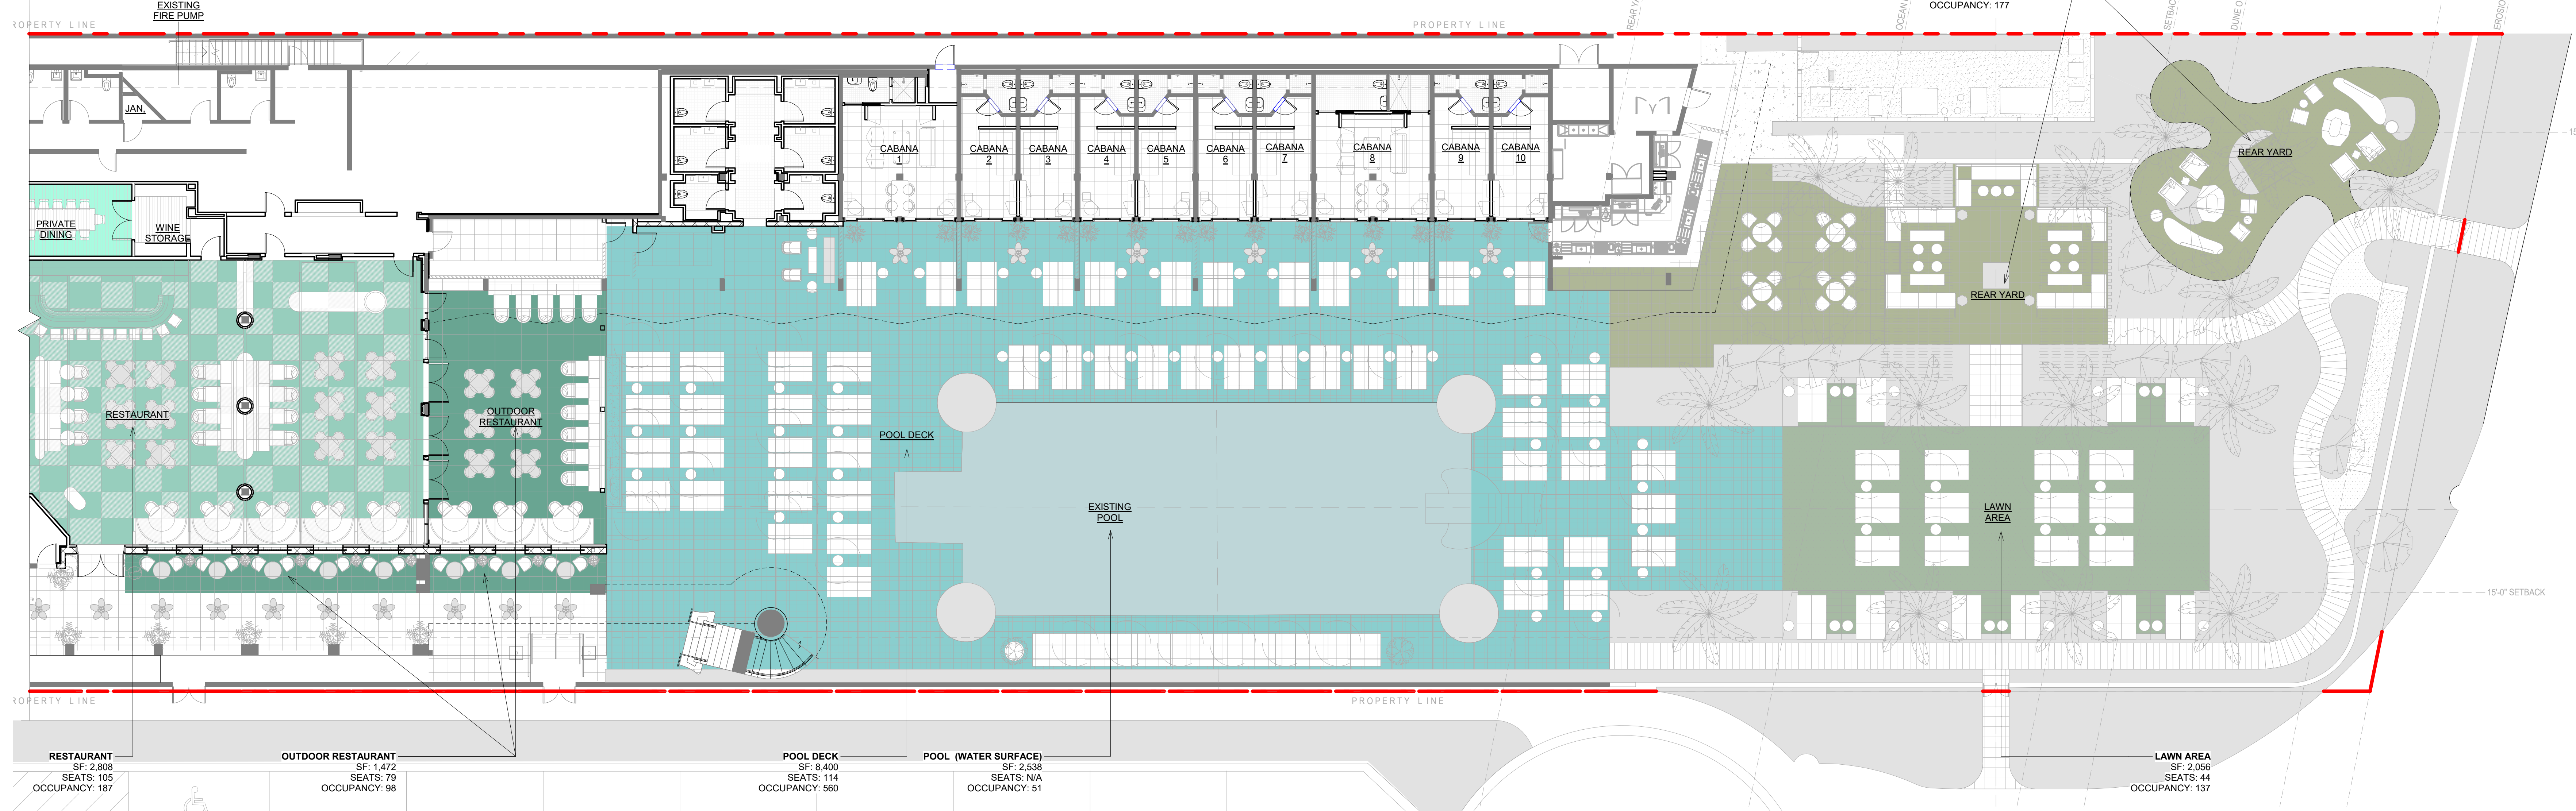 EXISTING
FIRE PUMP
OCCUPANCY: 177
PROPERTY LINE
PROPERTY LINE
REAR
OCEAN
DUNE
JAN.
CABANA
1
CABANA
2
CABANA
3
CABANA
4
CABANA
5
CABANA
6
CABANA
7
CABANA
8
CABANA
9
CABANA
10
REAR YARD
PRIVATE
DINING
WINE
STORAGE
REAR YARD
RESTAURANT
OUTDOOR
RESTAURANT
POOL DECK
EXISTING
POOL
LAWN
AREA
15'-0" SETBACK
PROPERTY LINE
PROPERTY LINE
RESTAURANT
SF: 2,808
SEATS: 105
OCCUPANCY: 187
OUTDOOR RESTAURANT
SF: 1,472
SEATS: 79
OCCUPANCY: 98
POOL DECK
SF: 8,400
SEATS: 114
OCCUPANCY: 560
POOL (WATER SURFACE)
SF: 2,538
SEATS: N/A
OCCUPANCY: 51
LAWN AREA
SF: 2,056
SEATS: 44
OCCUPANCY: 137